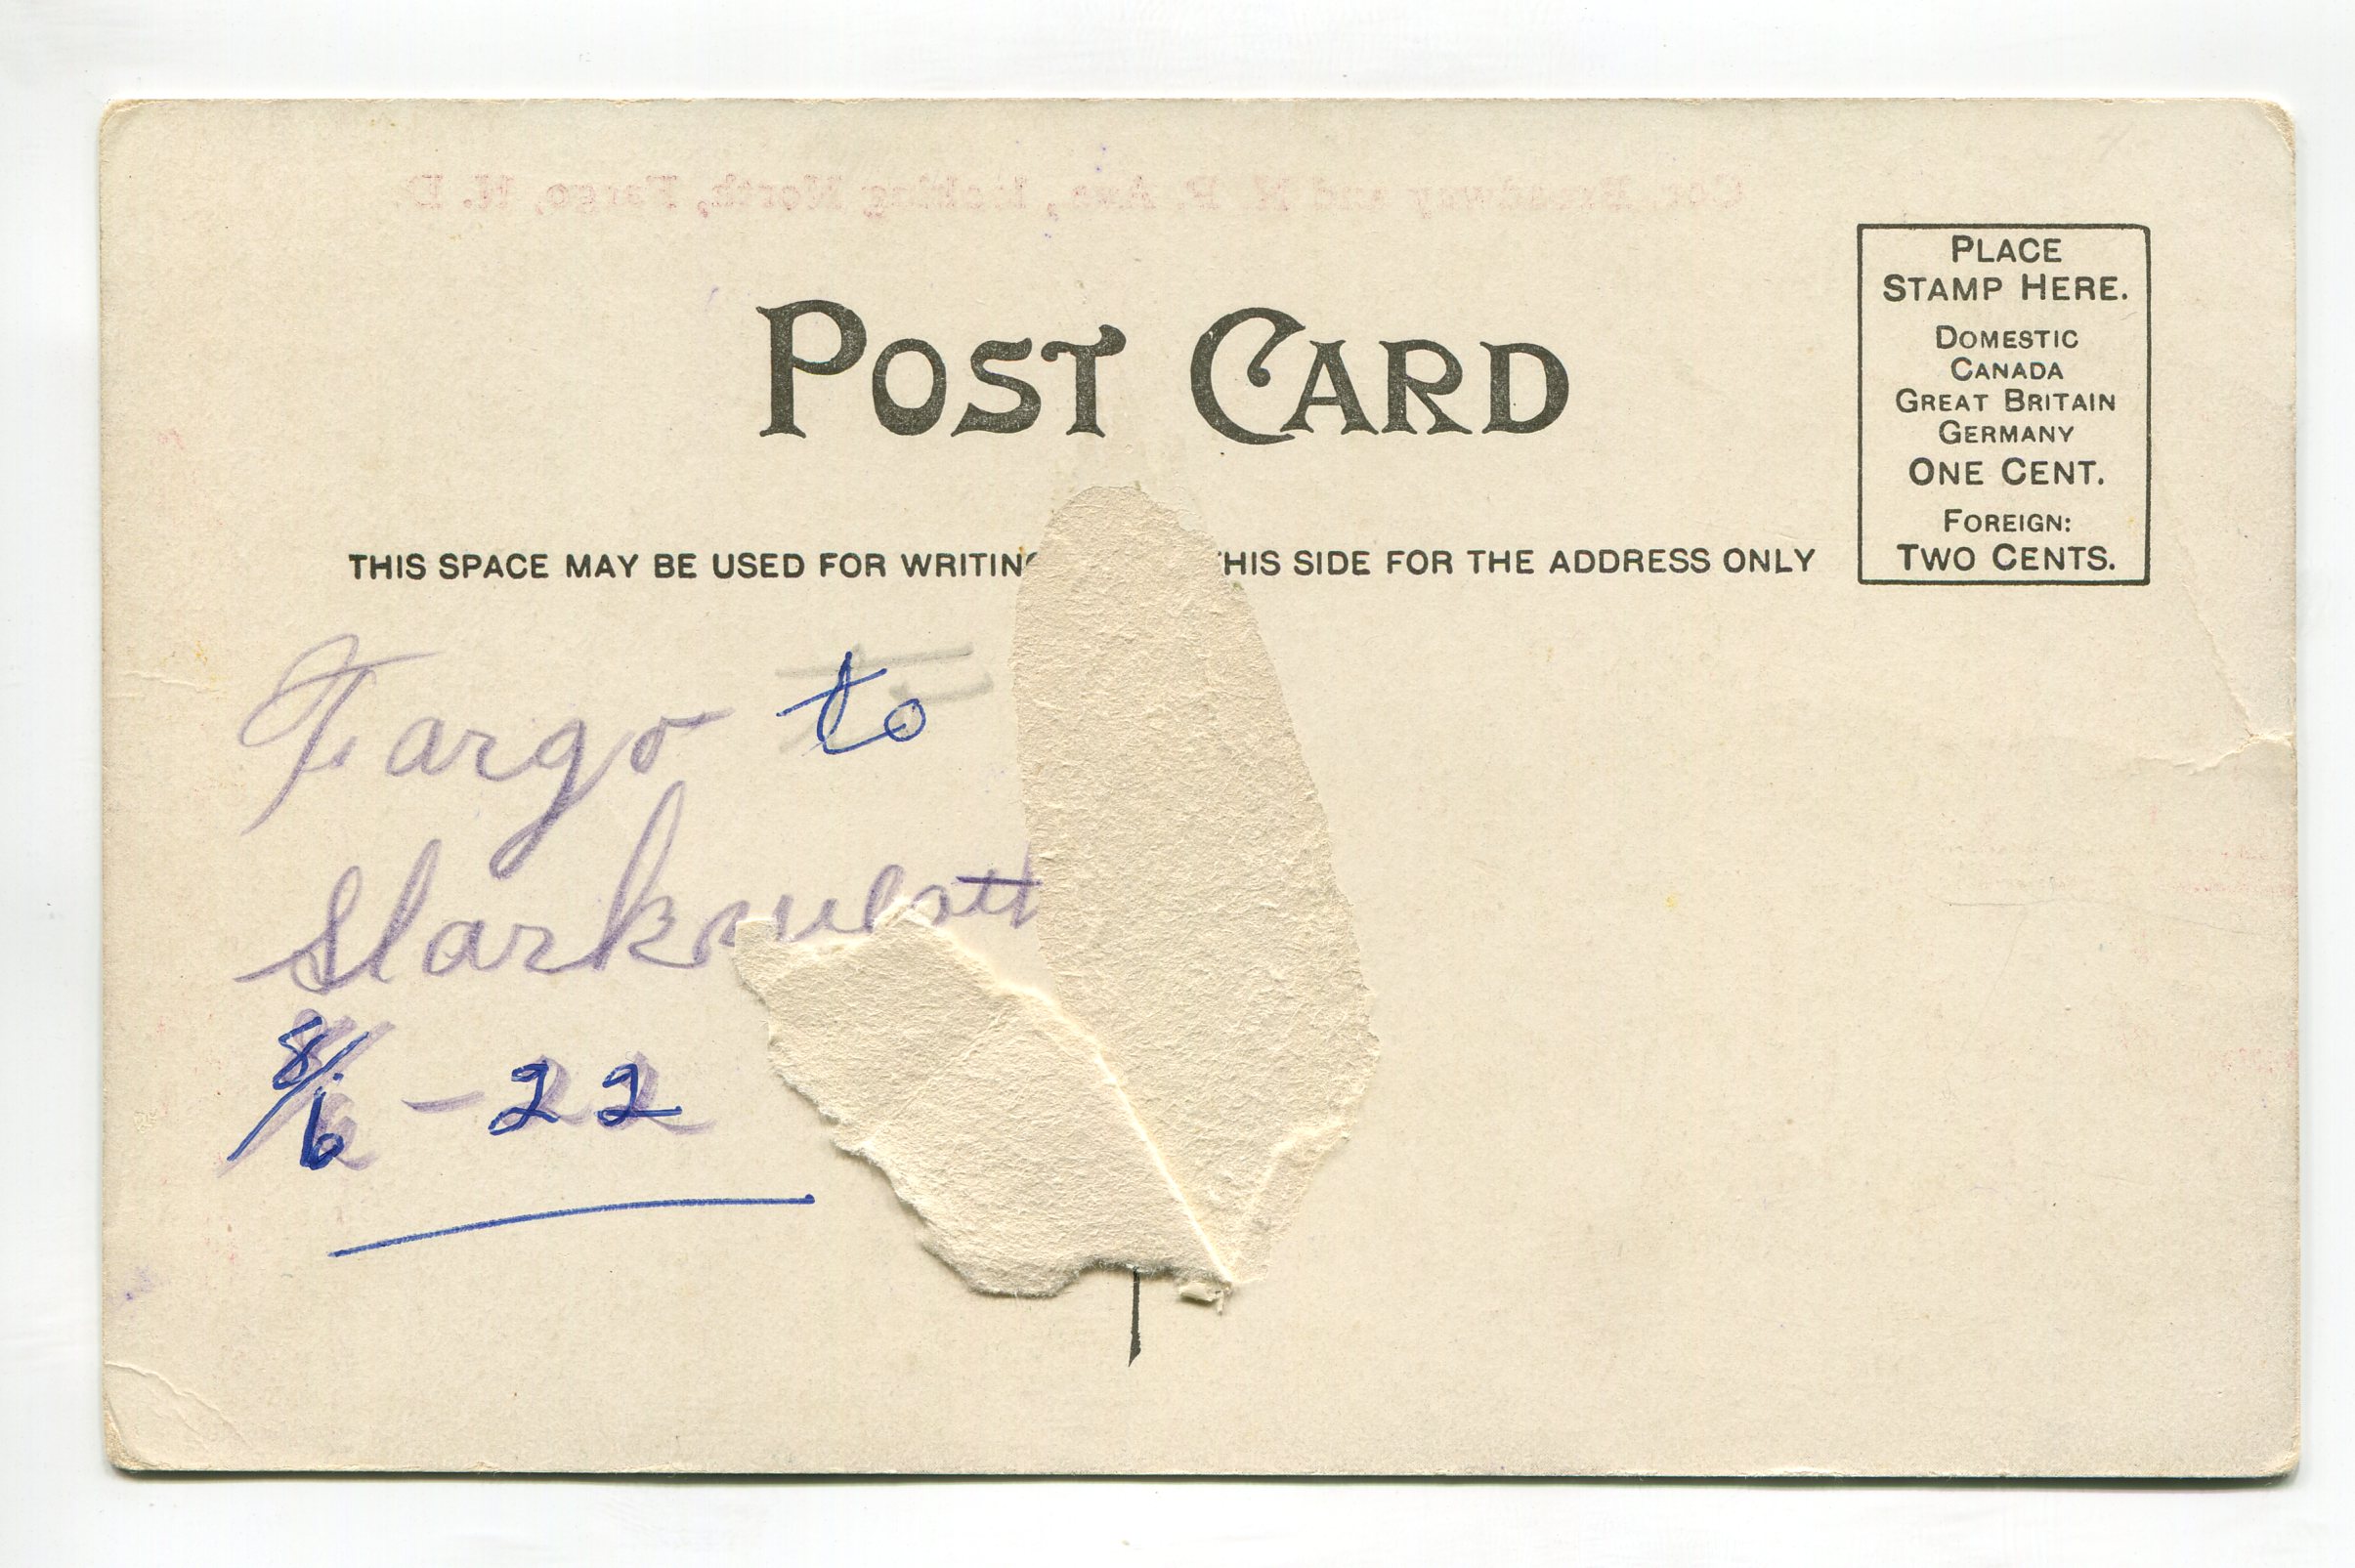 Cor. Broadway and N. P. Ave., looking North, Fargo, N. D.
POST CARD
PLACE
STAMP HERE.
DOMESTIC
CANADA
GREAT BRITAIN
GERMANY
ONE CENT.
FOREIGN:
TWO CENTS.
THIS SPACE MAY BE USED FOR WRITING THIS SIDE FOR THE ADDRESS ONLY
Fargo to
8/6 - 22